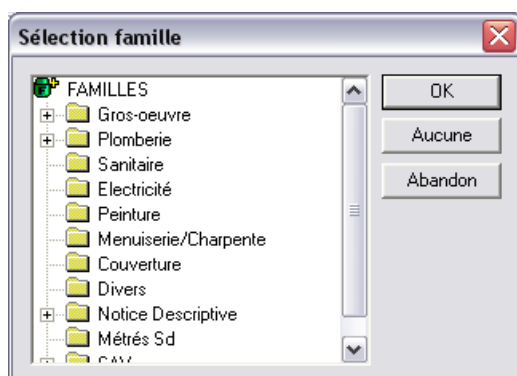 Sélection famille
FAMILLES
OK
Gros-oeuvre
Plomberie
Aucune
Sanitaire
Electricité
Abandon
Peinture
Menuiserie/Charpente
Couverture
Divers
Notice Descriptive
Métrés Sd
SAV